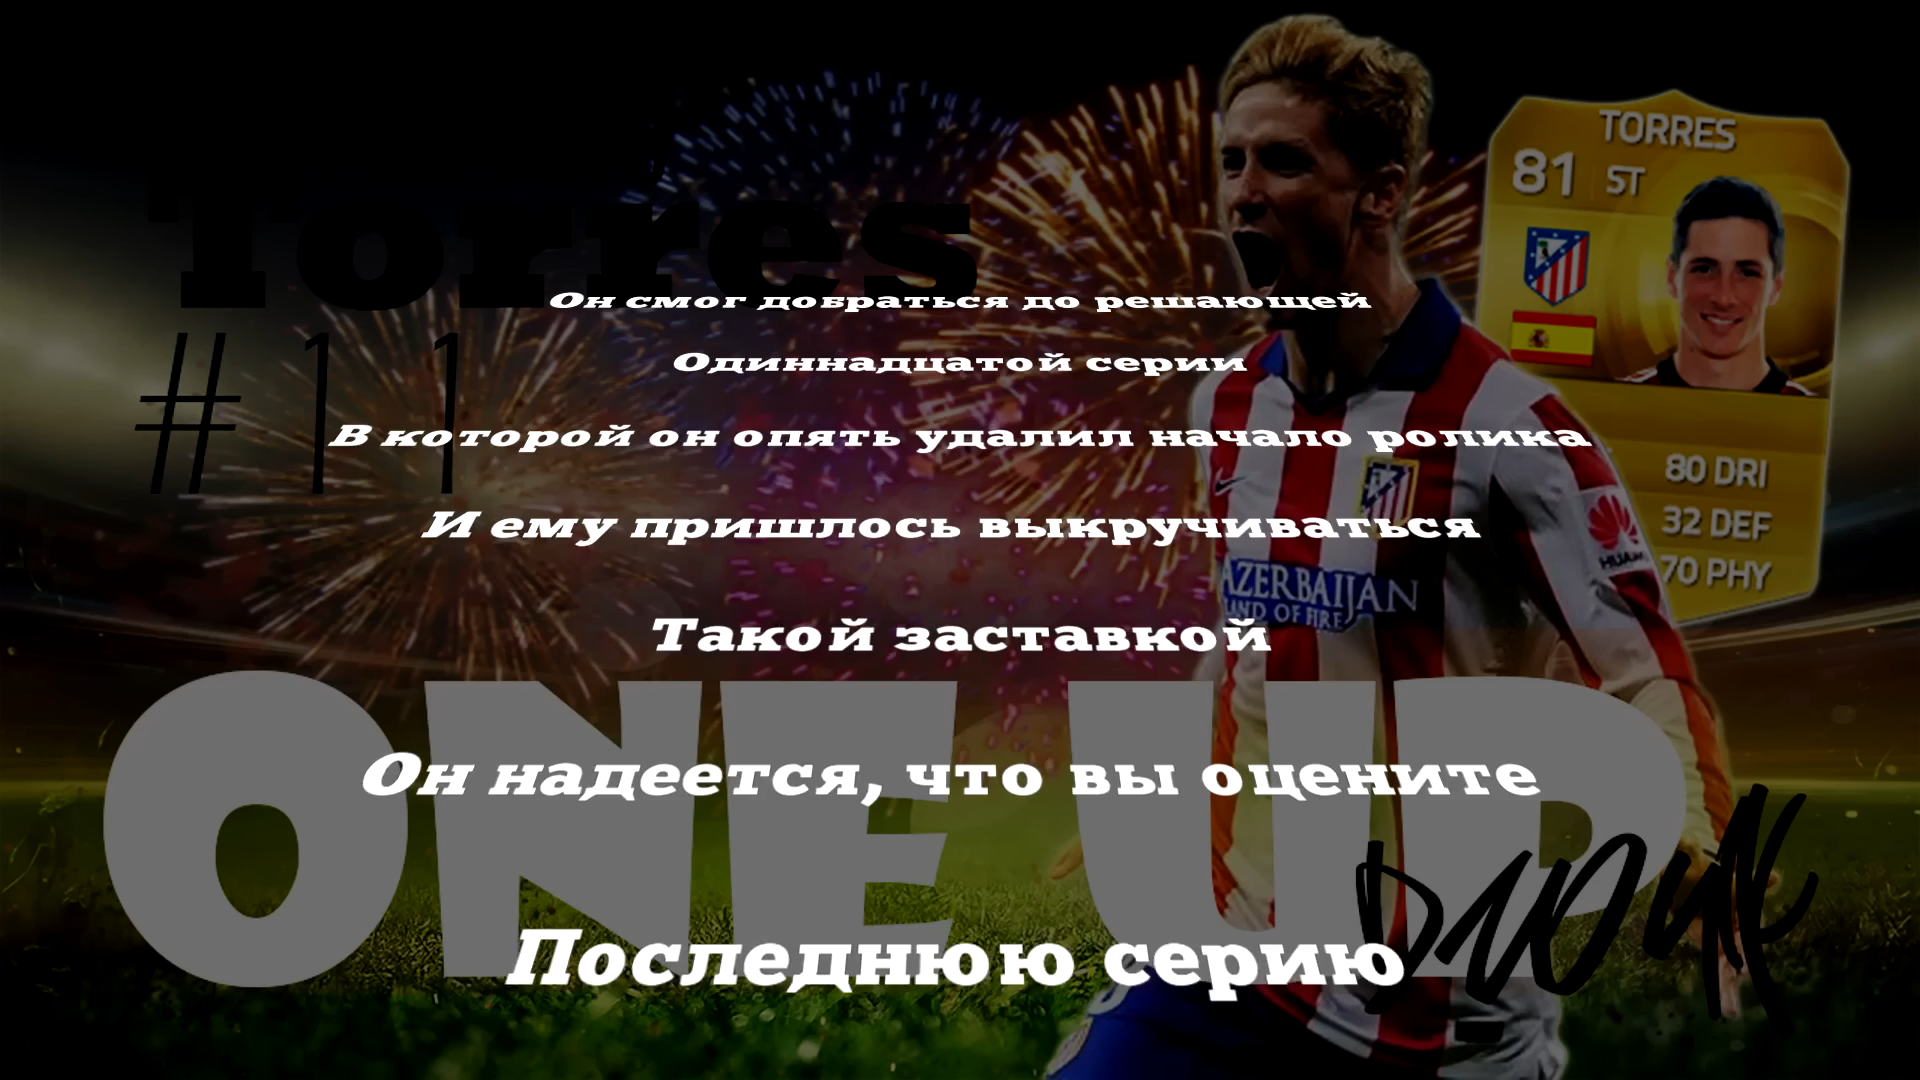 Torres
#11
Он смог добраться до решающей
Одиннадцатой серии
В которой он опять удалил начало ролика
И ему пришлось выкручиваться
Такой заставкой
Он надеется, что вы оцените
Последнюю серию
ONE UP
TORRES
81 ST
80 DRI
32 DEF
70 PHY
HUAWEI
AZERBAIJAN
LAND OF FIRE